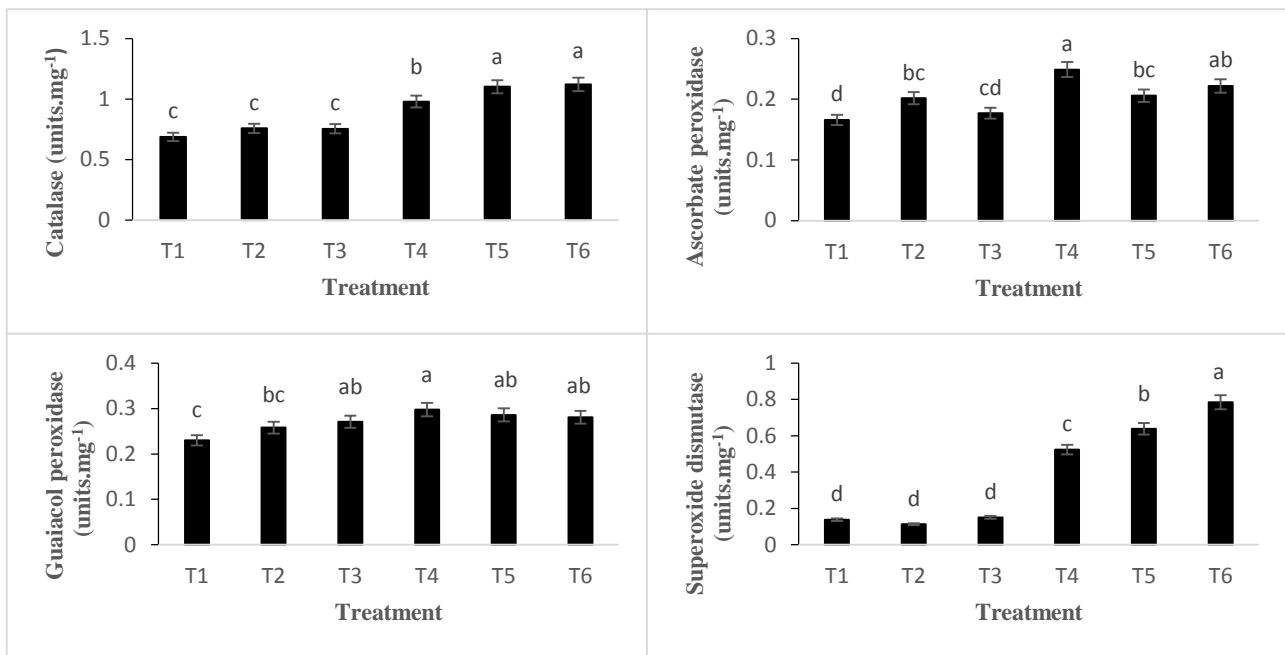 Catalase (units.mg-1)
1.5
1
0.5
0
c
c
c
b
a
a
T1 T2 T3 T4 T5 T6
Treatment
Ascorbate peroxidase
(units.mg-1)
0.3
0.2
0.1
0
d
bc
cd
a
bc
ab
T1 T2 T3 T4 T5 T6
Treatment
Guaiacol peroxidase
(units.mg-1)
0.4
0.3
0.2
0.1
0
c
bc
ab
a
ab
ab
T1 T2 T3 T4 T5 T6
Treatment
Superoxide dismutase
(units.mg-1)
1
0.8
0.6
0.4
0.2
0
d
d
d
c
b
a
T1 T2 T3 T4 T5 T6
Treatment